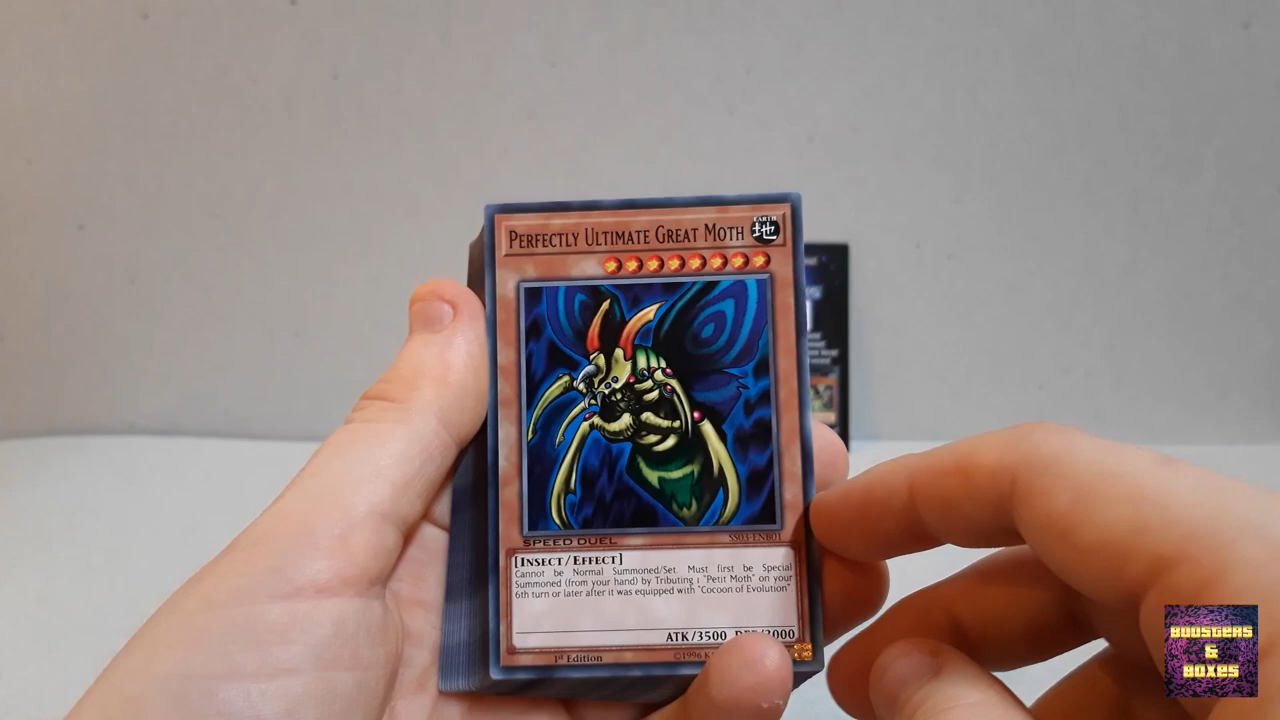 PERFECTLY ULTIMATE GREAT MOTH
EARTH
地
SPEED DUEL
SS03-ENB01
[INSECT/EFFECT]
Cannot be Normal Summoned/Set. Must first be Special
Summoned (from your hand) by Tributing 1 "Petit Moth" on your
6th turn or later after it was equipped with "Cocoon of Evolution"
ATK/3500 DEF/3000
1st Edition
©1996
BOOSTERS
&
BOXES